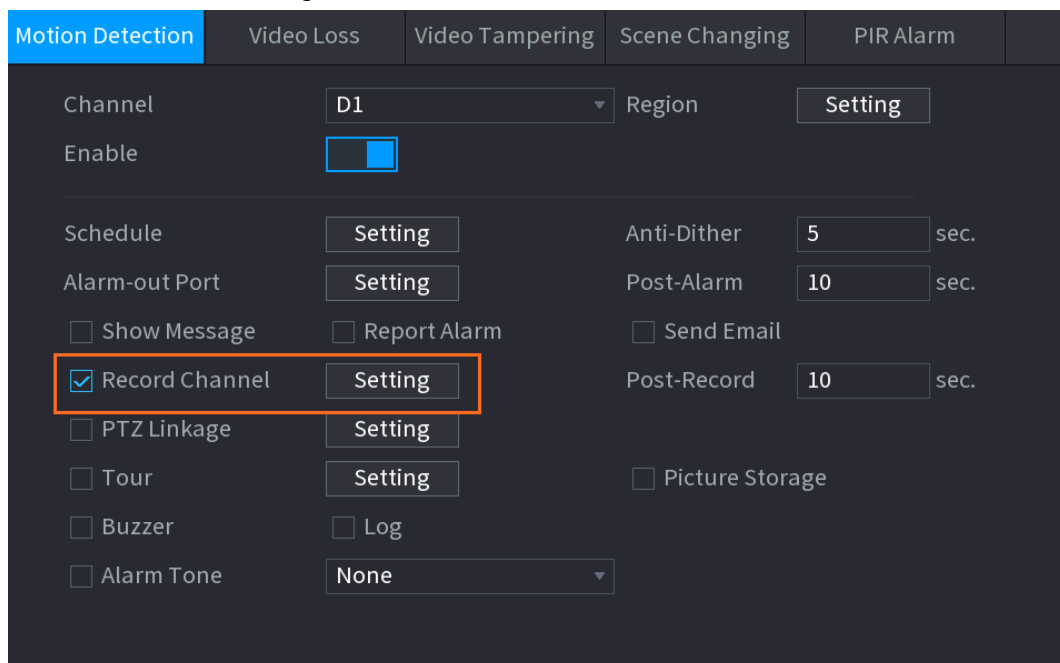 Motion Detection Video Loss Video Tampering Scene Changing PIR Alarm
Channel D1 Region Setting
Enable
Schedule Setting Anti-Dither 5 sec.
Alarm-out Port Setting Post-Alarm 10 sec.
Show Message Report Alarm Send Email
Record Channel Setting Post-Record 10 sec.
PTZ Linkage Setting
Tour Setting Picture Storage
Buzzer Log
Alarm Tone None